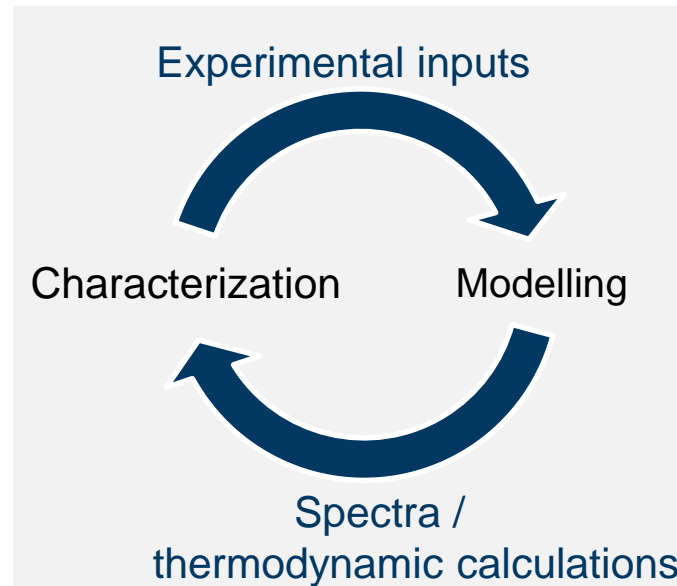 Experimental inputs
Characterization
Modelling
Spectra /
thermodynamic calculations